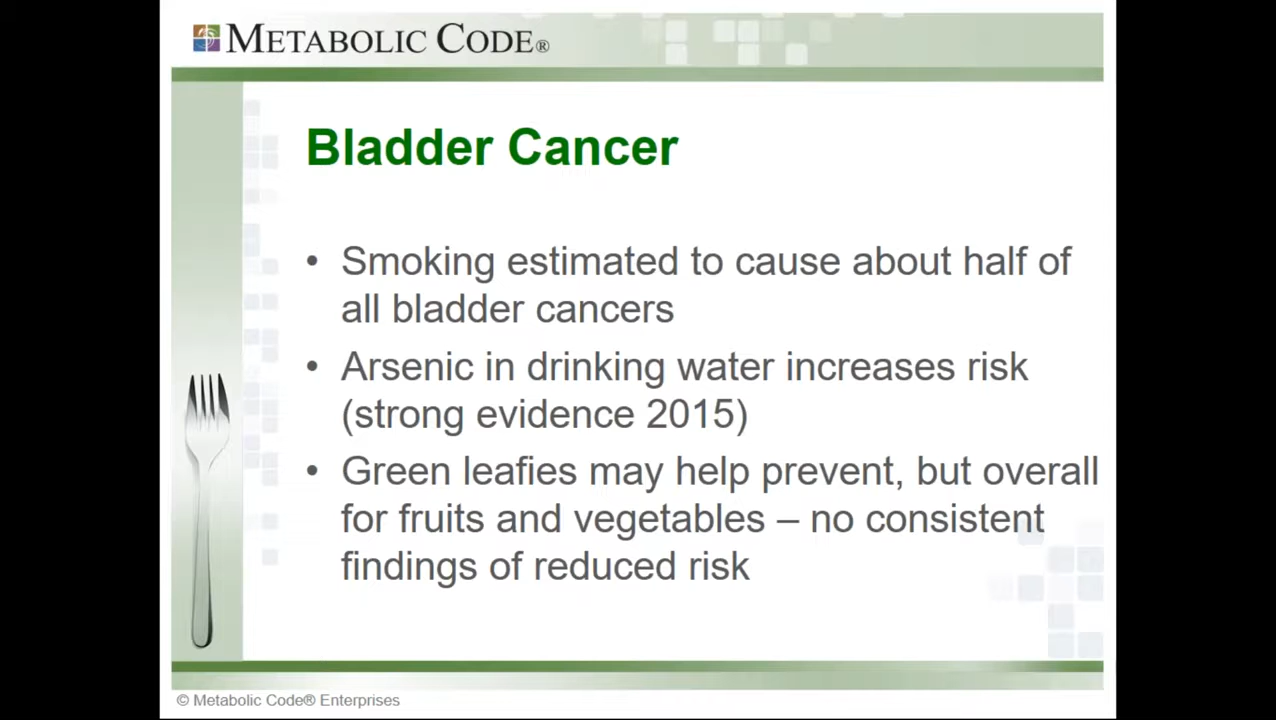 METABOLIC CODE®
Bladder Cancer
• Smoking estimated to cause about half of
all bladder cancers
• Arsenic in drinking water increases risk
(strong evidence 2015)
• Green leafies may help prevent, but overall
for fruits and vegetables – no consistent
findings of reduced risk
© Metabolic Code® Enterprises